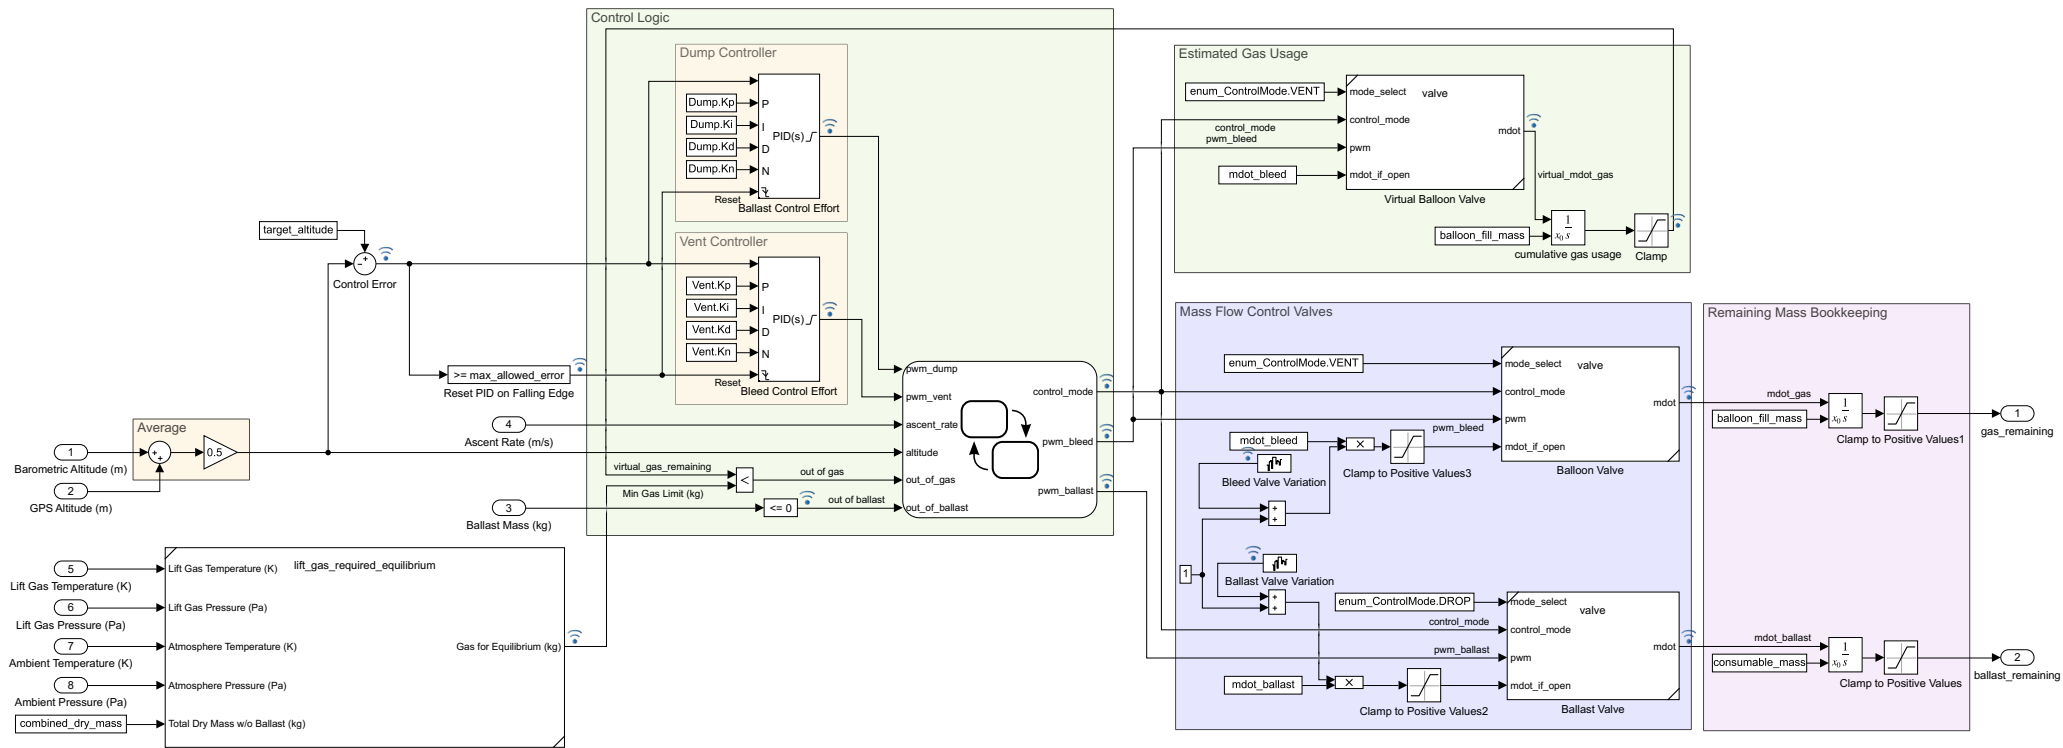 Control Logic
Dump Controller
Dump.Kp
Dump.Ki
Dump.Kd
Dump.Kn
P
I
D
N
PID(s)
Reset
Ballast Control Effort
Vent Controller
Vent.Kp
Vent.Ki
Vent.Kd
Vent.Kn
P
I
D
N
PID(s)
Reset
Bleed Control Effort
target_altitude
-
+
Control Error
>= max_allowed_error
Reset PID on Falling Edge
Average
1
Barometric Altitude (m)
2
GPS Altitude (m)
+
+
0.5
4
Ascent Rate (m/s)
3
Ballast Mass (kg)
virtual_gas_remaining
Min Gas Limit (kg)
<
out of gas
<= 0
out of ballast
pwm_dump
pwm_vent
ascent_rate
altitude
out_of_gas
out_of_ballast
control_mode
pwm_bleed
pwm_ballast
5
Lift Gas Temperature (K)
6
Lift Gas Pressure (Pa)
7
Ambient Temperature (K)
8
Ambient Pressure (Pa)
combined_dry_mass
lift_gas_required_equilibrium
Lift Gas Temperature (K)
Lift Gas Pressure (Pa)
Atmosphere Temperature (K)
Atmosphere Pressure (Pa)
Total Dry Mass w/o Ballast (kg)
Gas for Equilibrium (kg)
Estimated Gas Usage
enum_ControlMode.VENT
control_mode
pwm_bleed
mdot_bleed
mode_select
valve
control_mode
pwm
mdot_if_open
mdot
Virtual Balloon Valve
virtual_mdot_gas
balloon_fill_mass
1
x0 s
cumulative gas usage
Clamp
Mass Flow Control Valves
enum_ControlMode.VENT
mdot_bleed
×
Clamp to Positive Values3
pwm_bleed
Bleed Valve Variation
+
+
mode_select
valve
control_mode
pwm
mdot_if_open
mdot
Balloon Valve
1
Ballast Valve Variation
+
+
enum_ControlMode.DROP
control_mode
pwm_ballast
mdot_ballast
×
Clamp to Positive Values2
mode_select
valve
control_mode
pwm
mdot_if_open
mdot
Ballast Valve
Remaining Mass Bookkeeping
mdot_gas
balloon_fill_mass
1
x0 s
Clamp to Positive Values1
1
gas_remaining
mdot_ballast
consumable_mass
1
x0 s
Clamp to Positive Values
2
ballast_remaining